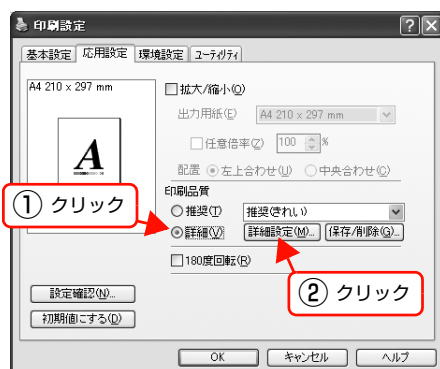 印刷設定
基本設定 応用設定 環境設定 ユーティリティ
A4 210 x 297 mm
A
拡大/縮小(O)
出力用紙(E) A4 210 x 297 mm
任意倍率(Z) 100 %
配置 左上合わせ(U) 中央合わせ(C)
印刷品質
① クリック
推奨(T) 推奨(きれい)
詳細(V) 詳細設定(M)... 保存/削除(G)...
180度回転(R)
② クリック
設定確認(N)...
初期値にする(D)
OK キャンセル ヘルプ